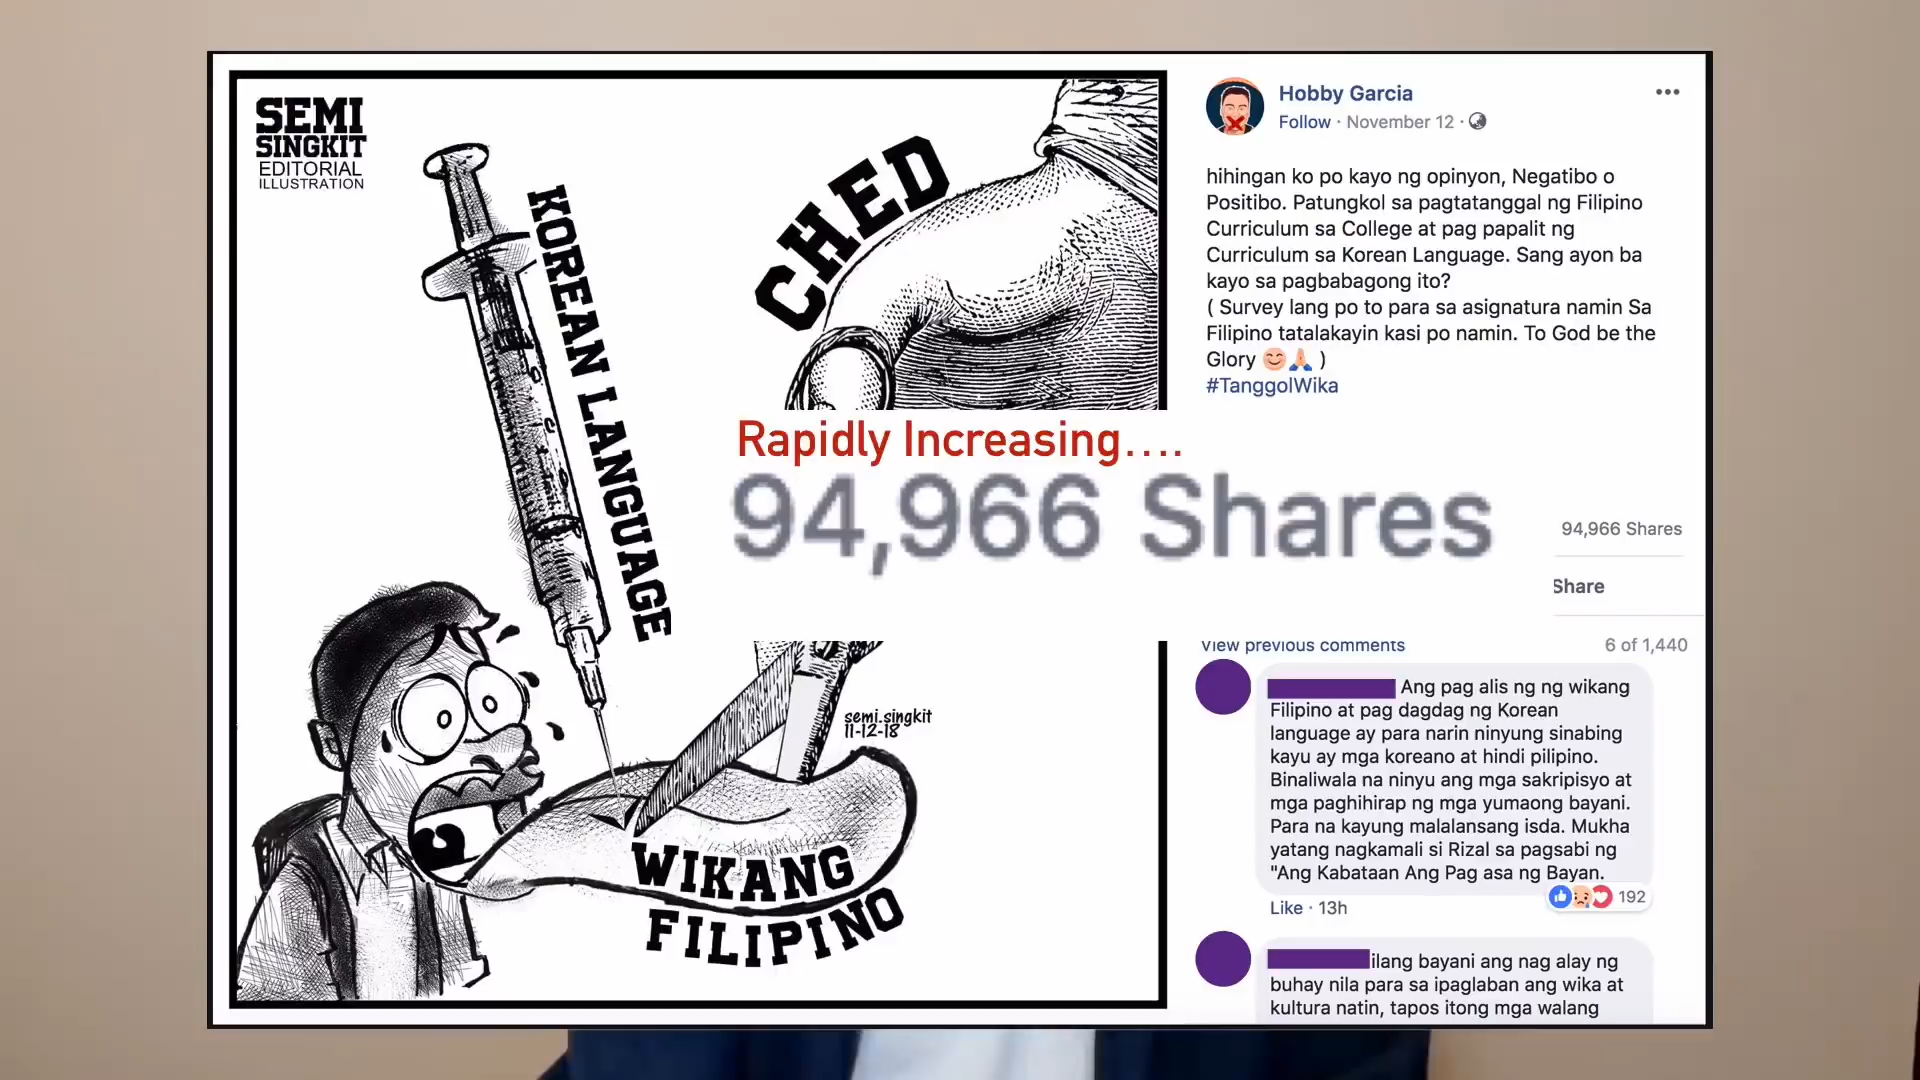 SEMI
SINGKIT
EDITORIAL
ILLUSTRATION
KOREAN LANGUAGE
CHED
Rapidly Increasing....
94,966 Shares
semi.singkit
11-12-18
WIKANG
FILIPINO
Hobby Garcia
Follow · November 12 ·
hihingan ko po kayo ng opinyon, Negatibo o
Positibo. Patungkol sa pagtatanggal ng Filipino
Curriculum sa College at pag papalit ng
Curriculum sa Korean Language. Sang ayon ba
kayo sa pagbabagong ito?
( Survey lang po to para sa asignatura namin Sa
Filipino tatalakayin kasi po namin. To God be the
Glory 😊🙏 )
#TanggolWika
94,966 Shares
Share
View previous comments
6 of 1,440
Ang pag alis ng ng wikang
Filipino at pag dagdag ng Korean
language ay para narin ninyung sinabing
kayu ay mga koreano at hindi pilipino.
Binaliwala na ninyu ang mga sakripisyo at
mga paghihirap ng mga yumaong bayani.
Para na kayung malalansang isda. Mukha
yatang nagkamali si Rizal sa pagsabi ng
"Ang Kabataan Ang Pag asa ng Bayan.
192
Like · 13h
ilang bayani ang nag alay ng
buhay nila para sa ipaglaban ang wika at
kultura natin, tapos itong mga walang